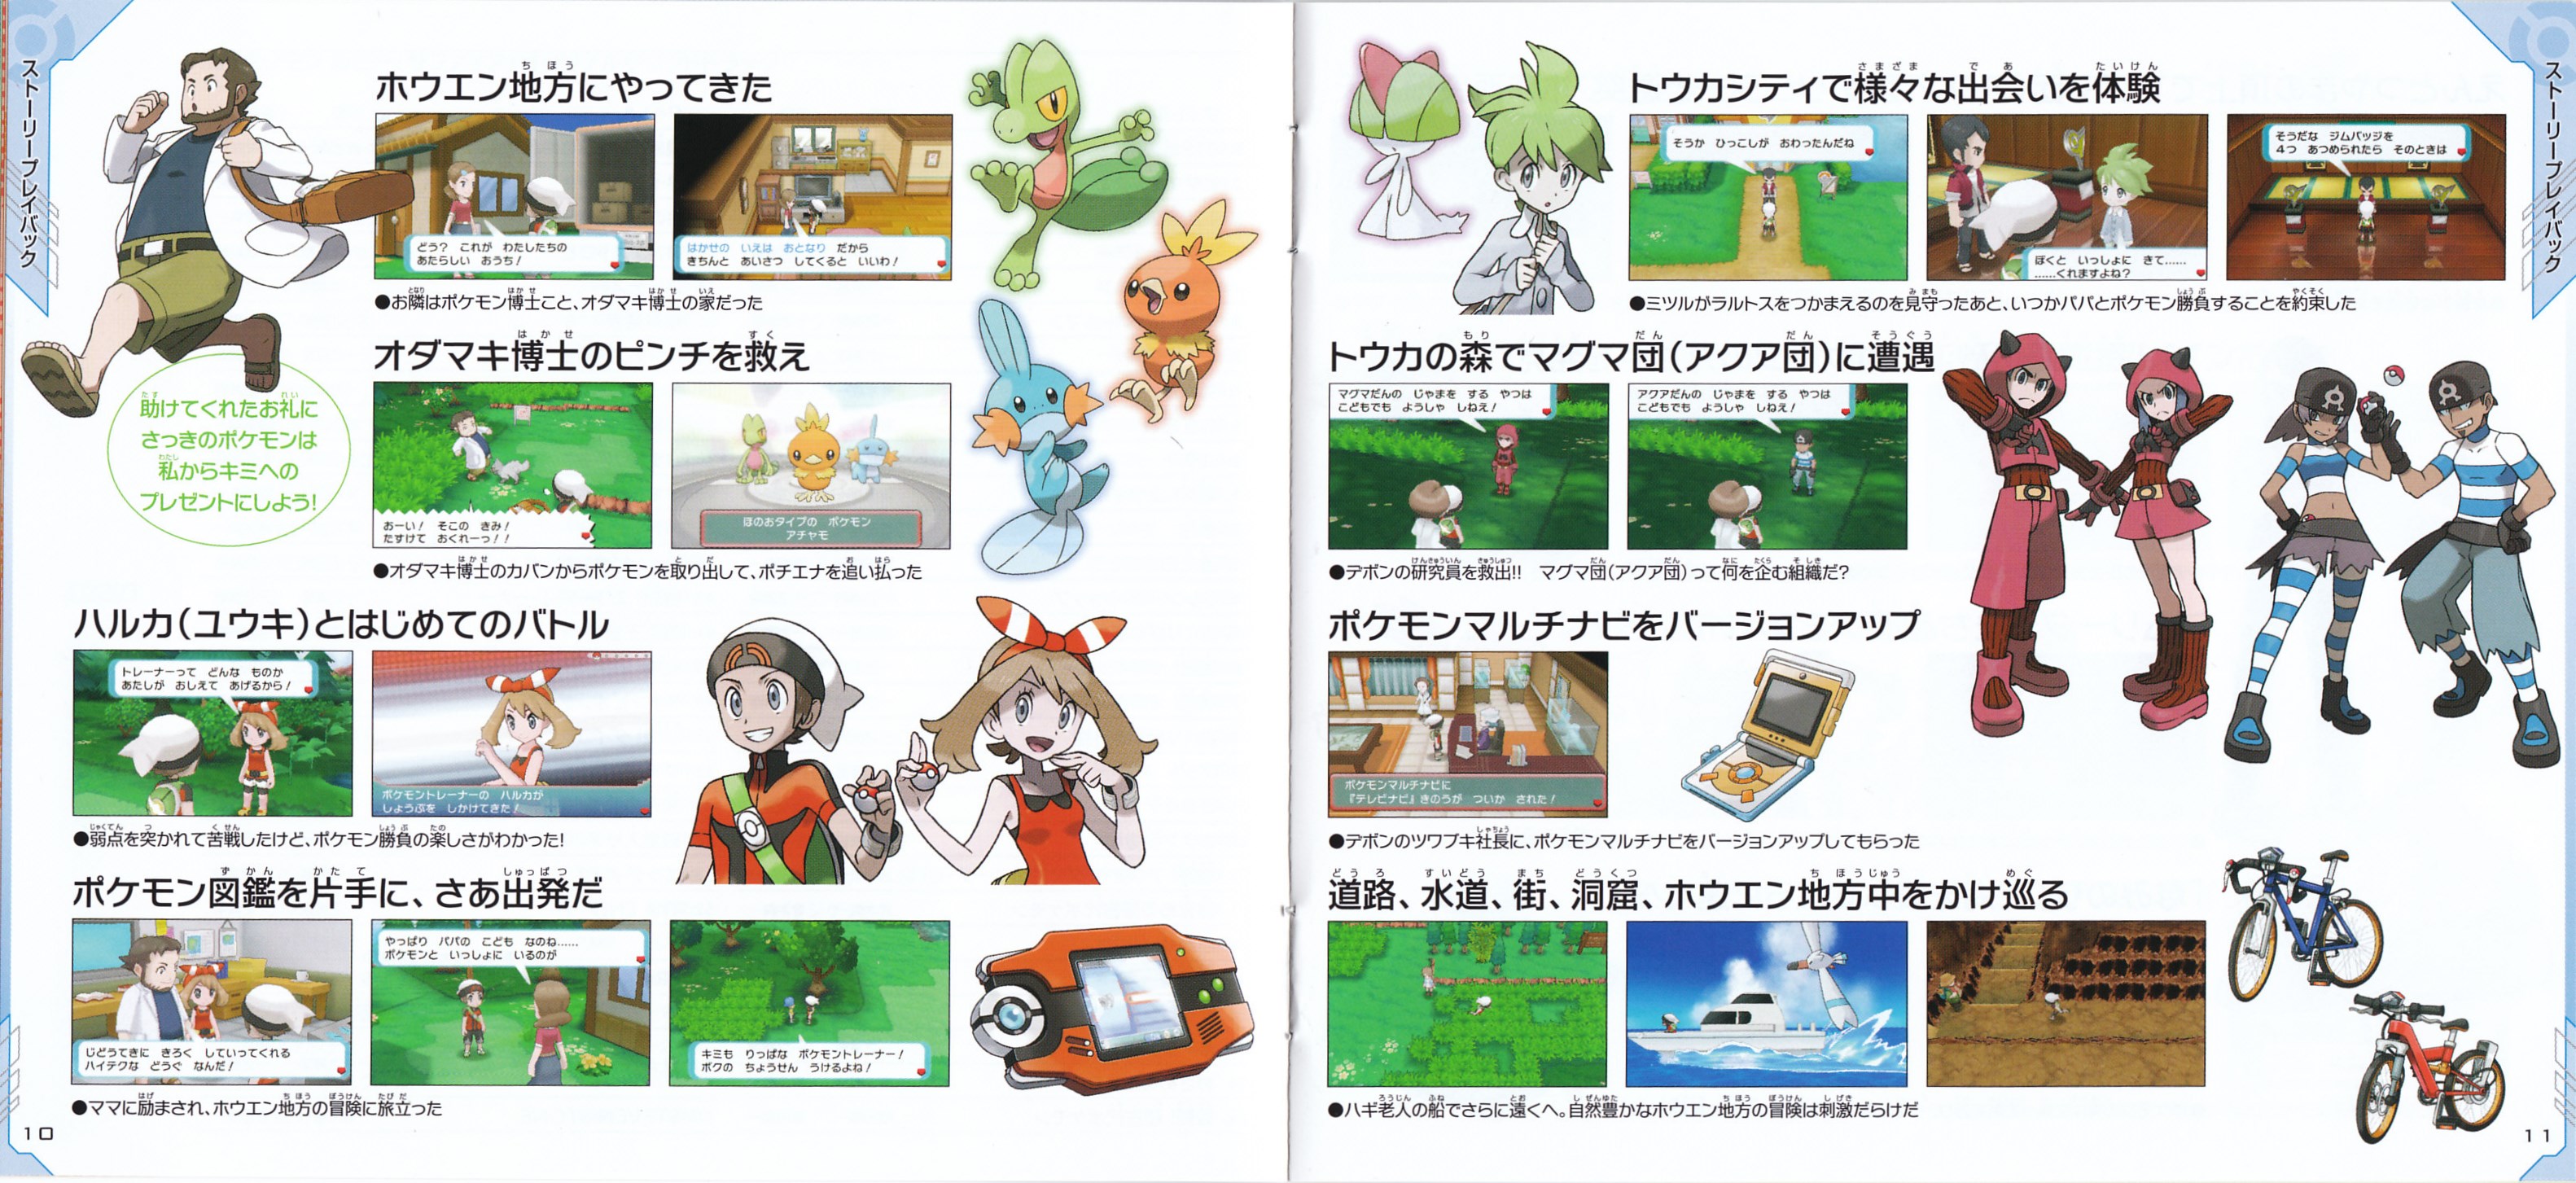 ストーリープレイバック
ホウエン地方にやってきた
どう？ これが わたしたちの
あたらしい おうち！
はかせの いえは おとなり だから
きちんと あいさつ してくると いいわ！
●お隣はポケモン博士こと、オダマキ博士の家だった
オダマキ博士のピンチを救え
助けてくれたお礼に
さっきのポケモンは
私からキミへの
プレゼントにしよう!
おーい！ そこの きみ！
たすけて おくれーっ！！
ほのおタイプの ポケモン
アチャモ
●オダマキ博士のカバンからポケモンを取り出して、ポチエナを追い払った
ハルカ(ユウキ)とはじめてのバトル
トレーナーって どんな ものか
あたしが おしえて あげるから！
ポケモントレーナーの ハルカが
しょうぶを しかけてきた！
●弱点を突かれて苦戦したけど、ポケモン勝負の楽しさがわかった!
ポケモン図鑑を片手に、さあ出発だ
じどうてきに きろく していってくれる
ハイテクな どうぐ なんだ！
やっぱり パパの こども なのね……
ポケモンと いっしょに いるのが
キミも りっぱな ポケモントレーナー！
ボクの ちょうせん うけるよね！
●ママに励まされ、ホウエン地方の冒険に旅立った
10
トウカシティで様々な出会いを体験
そうか ひっこしが おわったんだね
ぼくと いっしょに きて……
……くれますよね？
そうだな ジムバッジを
4つ あつめられたら そのときは
●ミツルがラルトスをつかまえるのを見守ったあと、いつかパパとポケモン勝負することを約束した
トウカの森でマグマ団(アクア団)に遭遇
マグマだんの じゃまを する やつは
こどもでも ようしゃ しねえ！
アクアだんの じゃまを する やつは
こどもでも ようしゃ しねえ！
●デボンの研究員を救出!! マグマ団(アクア団)って何を企む組織だ?
ポケモンマルチナビをバージョンアップ
ポケモンマルチナビに
『テレビナビ』きのうが ついか された！
●デボンのツワブキ社長に、ポケモンマルチナビをバージョンアップしてもらった
道路、水道、街、洞窟、ホウエン地方中をかけ巡る
●ハギ老人の船でさらに遠くへ。自然豊かなホウエン地方の冒険は刺激だらけだ
ストーリープレイバック
11